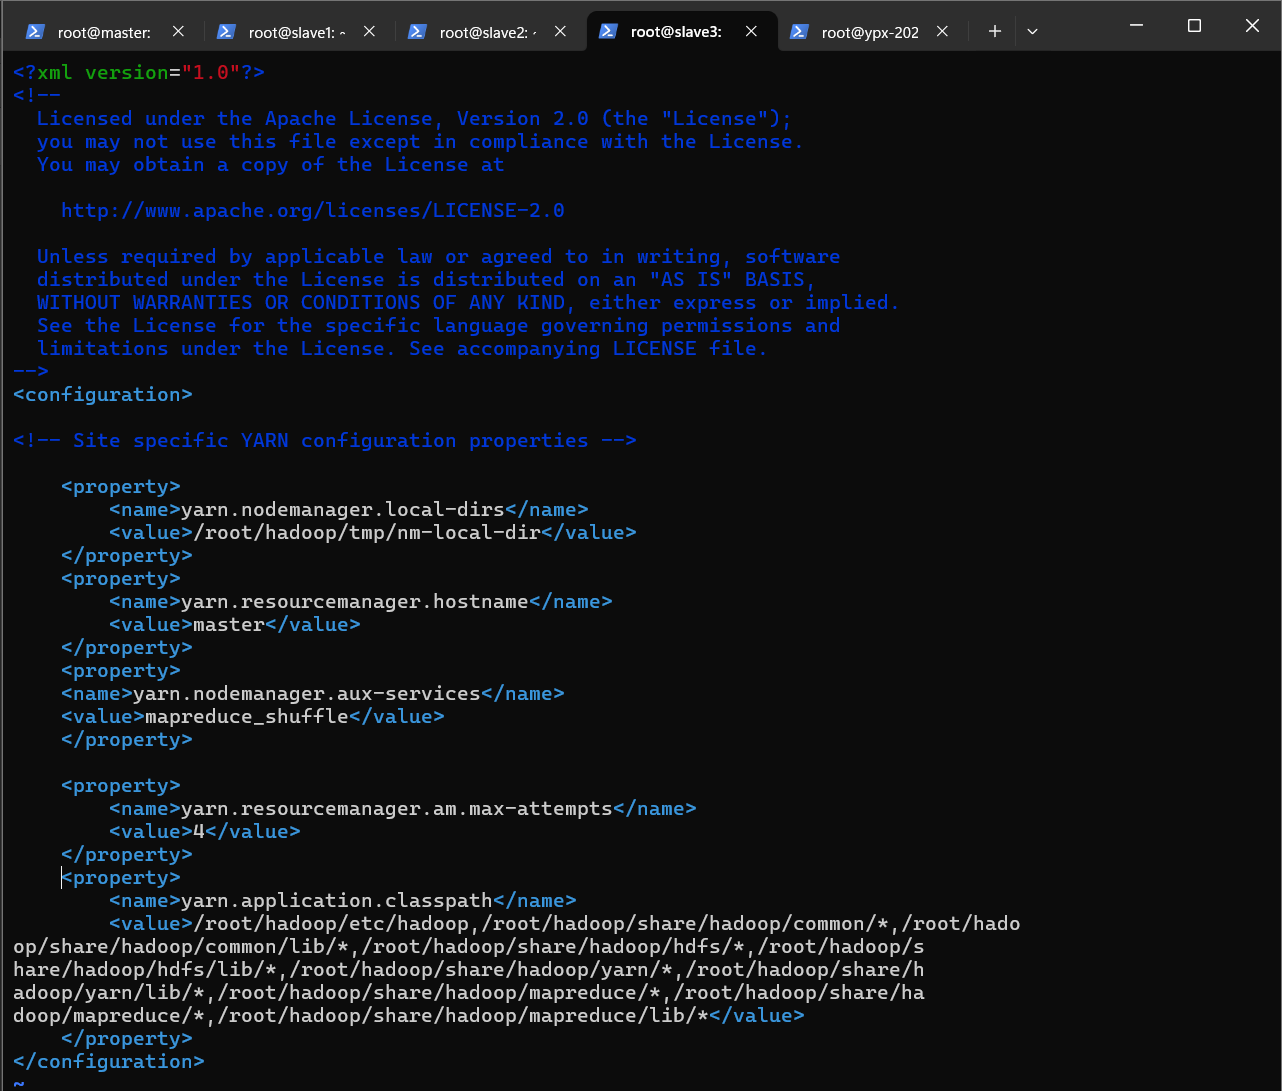 root@master:
root@slave1: ~
root@slave2: ~
root@slave3:
root@ypx-202
<?xml version="1.0"?>
<!--
  Licensed under the Apache License, Version 2.0 (the "License");
  you may not use this file except in compliance with the License.
  You may obtain a copy of the License at

    http://www.apache.org/licenses/LICENSE-2.0

  Unless required by applicable law or agreed to in writing, software
  distributed under the License is distributed on an "AS IS" BASIS,
  WITHOUT WARRANTIES OR CONDITIONS OF ANY KIND, either express or implied.
  See the License for the specific language governing permissions and
  limitations under the License. See accompanying LICENSE file.
-->
<configuration>

<!-- Site specific YARN configuration properties -->

    <property>
        <name>yarn.nodemanager.local-dirs</name>
        <value>/root/hadoop/tmp/nm-local-dir</value>
    </property>
    <property>
        <name>yarn.resourcemanager.hostname</name>
        <value>master</value>
    </property>
    <property>
    <name>yarn.nodemanager.aux-services</name>
    <value>mapreduce_shuffle</value>
    </property>

    <property>
        <name>yarn.resourcemanager.am.max-attempts</name>
        <value>4</value>
    </property>
    <property>
        <name>yarn.application.classpath</name>
        <value>/root/hadoop/etc/hadoop,/root/hadoop/share/hadoop/common/*,/root/hado
op/share/hadoop/common/lib/*,/root/hadoop/share/hadoop/hdfs/*,/root/hadoop/s
hare/hadoop/hdfs/lib/*,/root/hadoop/share/hadoop/yarn/*,/root/hadoop/share/h
adoop/yarn/lib/*,/root/hadoop/share/hadoop/mapreduce/*,/root/hadoop/share/ha
doop/mapreduce/*,/root/hadoop/share/hadoop/mapreduce/lib/*</value>
    </property>
</configuration>
~